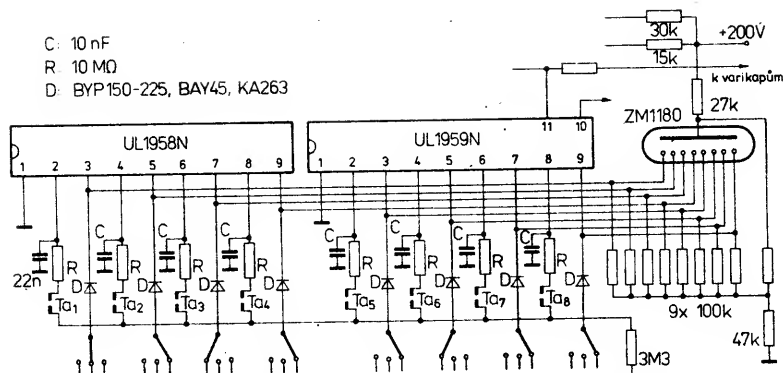 C: 10 nF
R: 10 MΩ
D: BYP150-225, BAY45, KA263
30k
15k
+200V
k varikapům
27k
ZM1180
UL1958N
1 2 3 4 5 6 7 8 9
UL1959N
11 10
1 2 3 4 5 6 7 8 9
22n
C C C
R R R R
D D D D
Ta1 Ta2 Ta3 Ta4
C C C C
R R R R
D D D D
Ta5 Ta6 Ta7 Ta8
9x 100k
47k
3M3